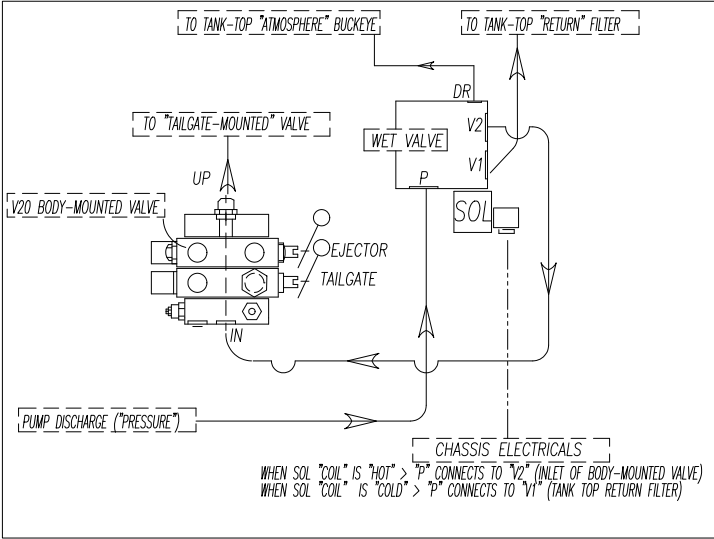 TO TANK-TOP "ATMOSPHERE" BUCKEYE
TO TANK-TOP "RETURN" FILTER
DR
TO "TAILGATE-MOUNTED" VALVE
WET VALVE
V2
V1
UP
P
V20 BODY-MOUNTED VALVE
SOL
EJECTOR
TAILGATE
IN
PUMP DISCHARGE ("PRESSURE")
CHASSIS ELECTRICALS
WHEN SOL "COIL" IS "HOT" > "P" CONNECTS TO "V2" (INLET OF BODY-MOUNTED VALVE)
WHEN SOL "COIL" IS "COLD" > "P" CONNECTS TO "V1" (TANK TOP RETURN FILTER)